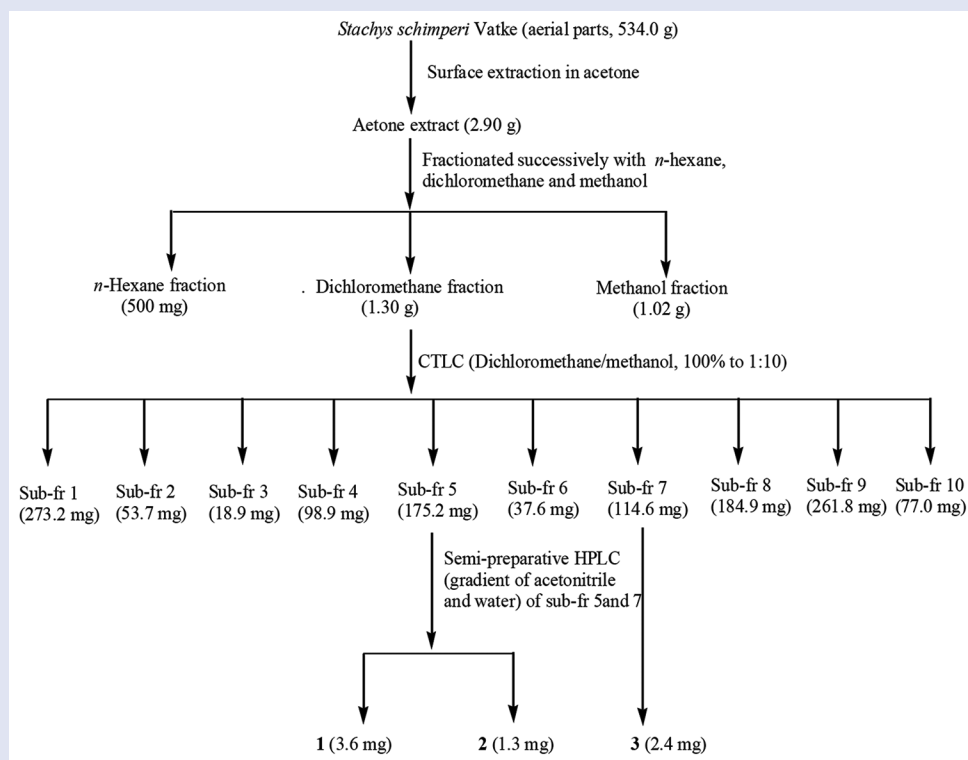 Stachys schimperi Vatke (aerial parts, 534.0 g)
Surface extraction in acetone
Aetone extract (2.90 g)
Fractionated successively with n-hexane,
dichloromethane and methanol
n-Hexane fraction
(500 mg)
. Dichloromethane fraction
(1.30 g)
Methanol fraction
(1.02 g)
CTLC (Dichloromethane/methanol, 100% to 1:10)
Sub-fr 1
(273.2 mg)
Sub-fr 2
(53.7 mg)
Sub-fr 3
(18.9 mg)
Sub-fr 4
(98.9 mg)
Sub-fr 5
(175.2 mg)
Sub-fr 6
(37.6 mg)
Sub-fr 7
(114.6 mg)
Sub-fr 8
(184.9 mg)
Sub-fr 9
(261.8 mg)
Sub-fr 10
(77.0 mg)
Semi-preparative HPLC
(gradient of acetonitrile
and water) of sub-fr 5and 7
1 (3.6 mg)
2 (1.3 mg)
3 (2.4 mg)